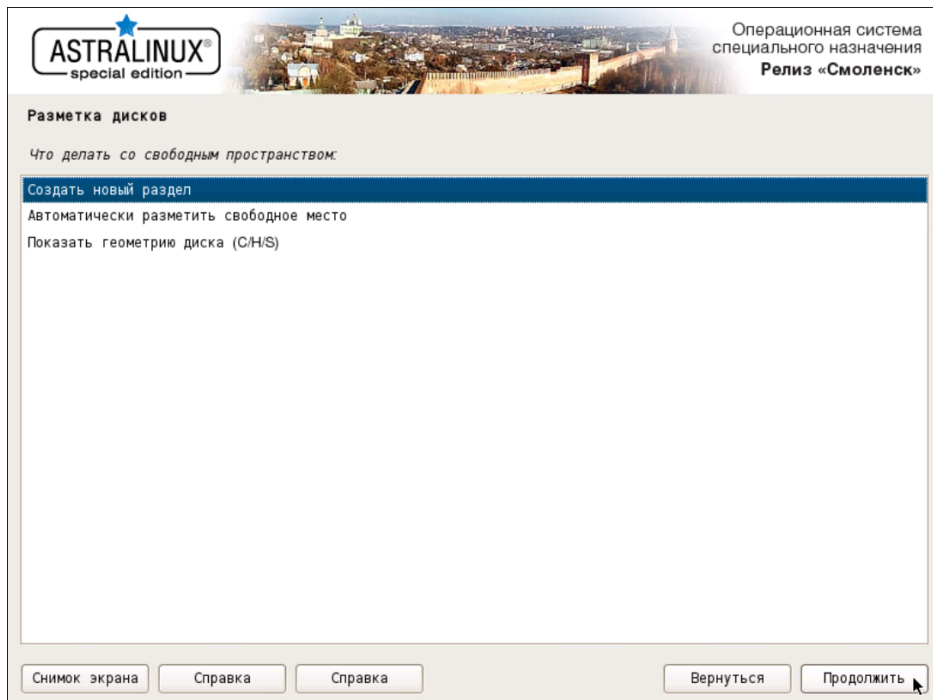 ASTRALINUX®
special edition
Операционная система
специального назначения
Релиз «Смоленск»
Разметка дисков
Что делать со свободным пространством:
Создать новый раздел
Автоматически разметить свободное место
Показать геометрию диска (C/H/S)
Снимок экрана
Справка
Справка
Вернуться
Продолжить